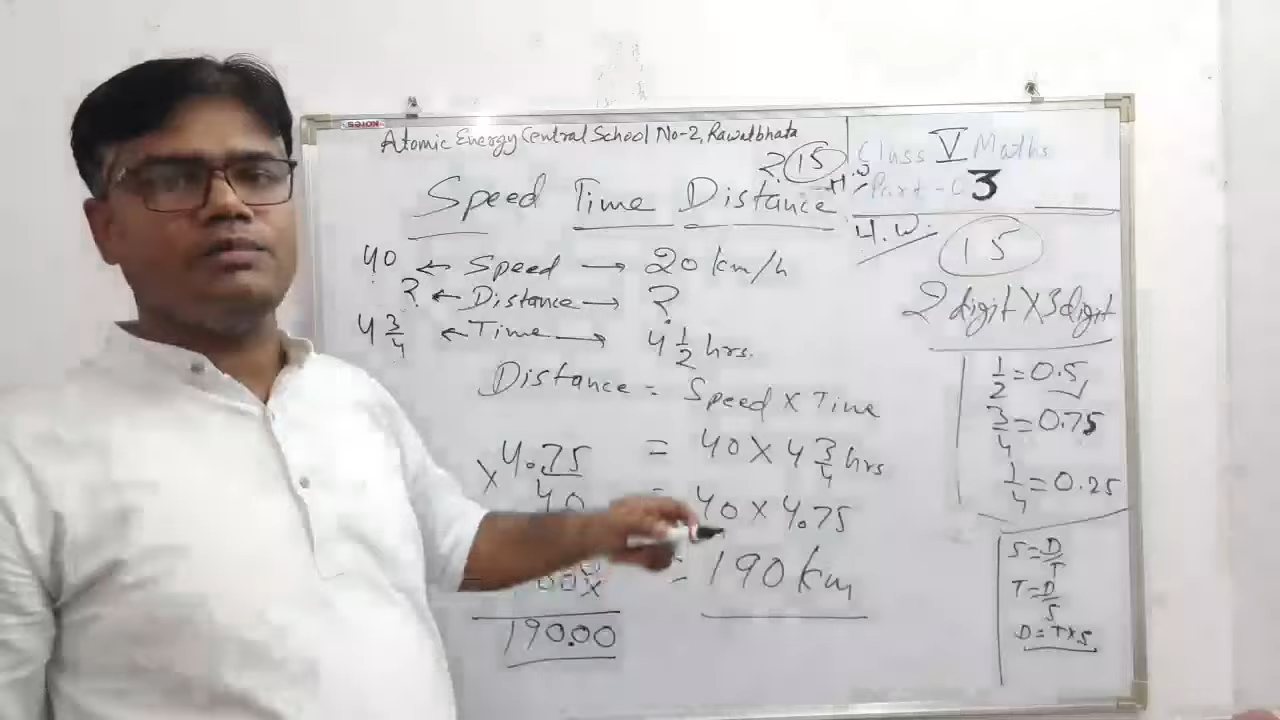 Atomic Energy Central School No-2, Rawatbhata
? 15
Class V Maths
3
Speed Time Distance
H.W.
15
40 ← Speed → 20 km/h
? ← Distance → ?
4 3/4 ← Time → 4 1/2 hrs.
Distance = Speed X Time
= 40 X 4 3/4 hrs
= 40 X 4.75
= 190 km
4.75
X 40
00X
190.00
2 digit X 3 digit
1/2 = 0.5
3/4 = 0.75
1/4 = 0.25
S = D/T
T = D/S
D = T X S